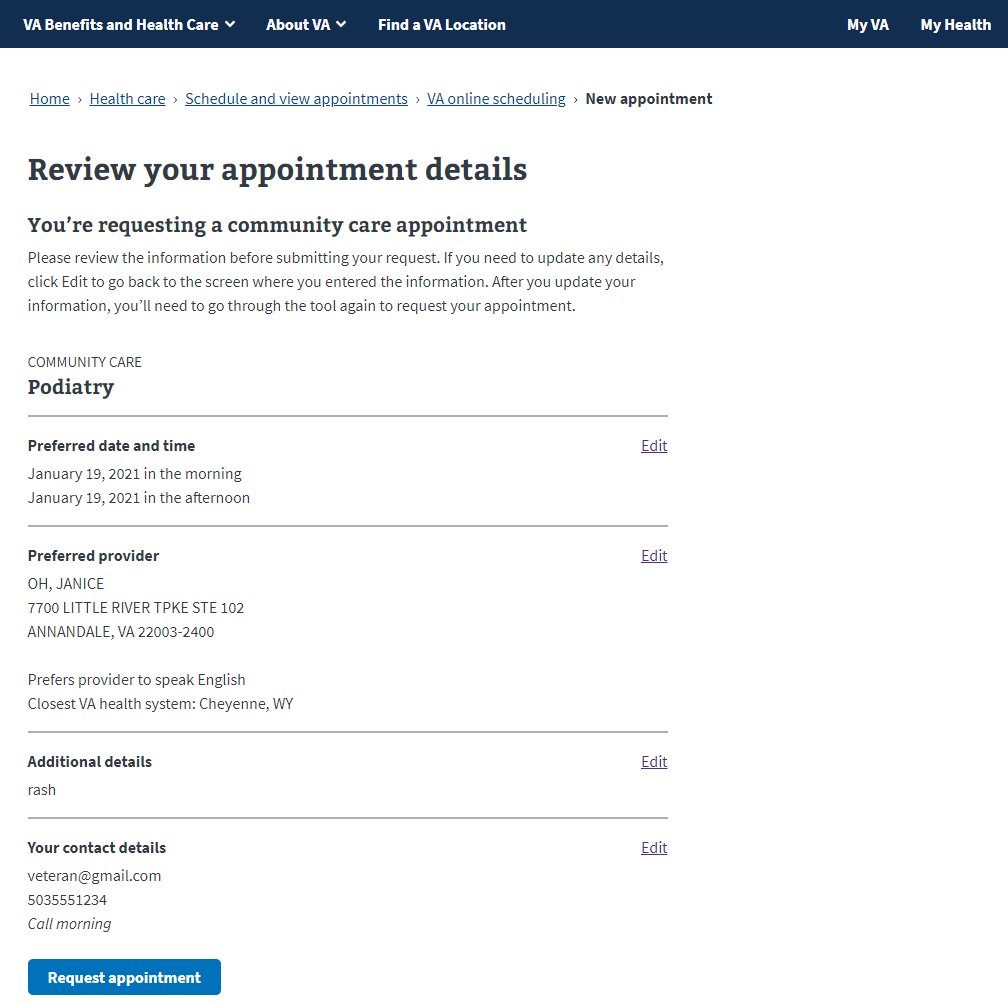 VA Benefits and Health Care About VA Find a VA Location My VA My Health
Home › Health care › Schedule and view appointments › VA online scheduling › New appointment
Review your appointment details
You’re requesting a community care appointment
Please review the information before submitting your request. If you need to update any details,
click Edit to go back to the screen where you entered the information. After you update your
information, you’ll need to go through the tool again to request your appointment.
COMMUNITY CARE
Podiatry
Preferred date and time Edit
January 19, 2021 in the morning
January 19, 2021 in the afternoon
Preferred provider Edit
OH, JANICE
7700 LITTLE RIVER TPKE STE 102
ANNANDALE, VA 22003-2400
Prefers provider to speak English
Closest VA health system: Cheyenne, WY
Additional details Edit
rash
Your contact details Edit
veteran@gmail.com
5035551234
Call morning
Request appointment